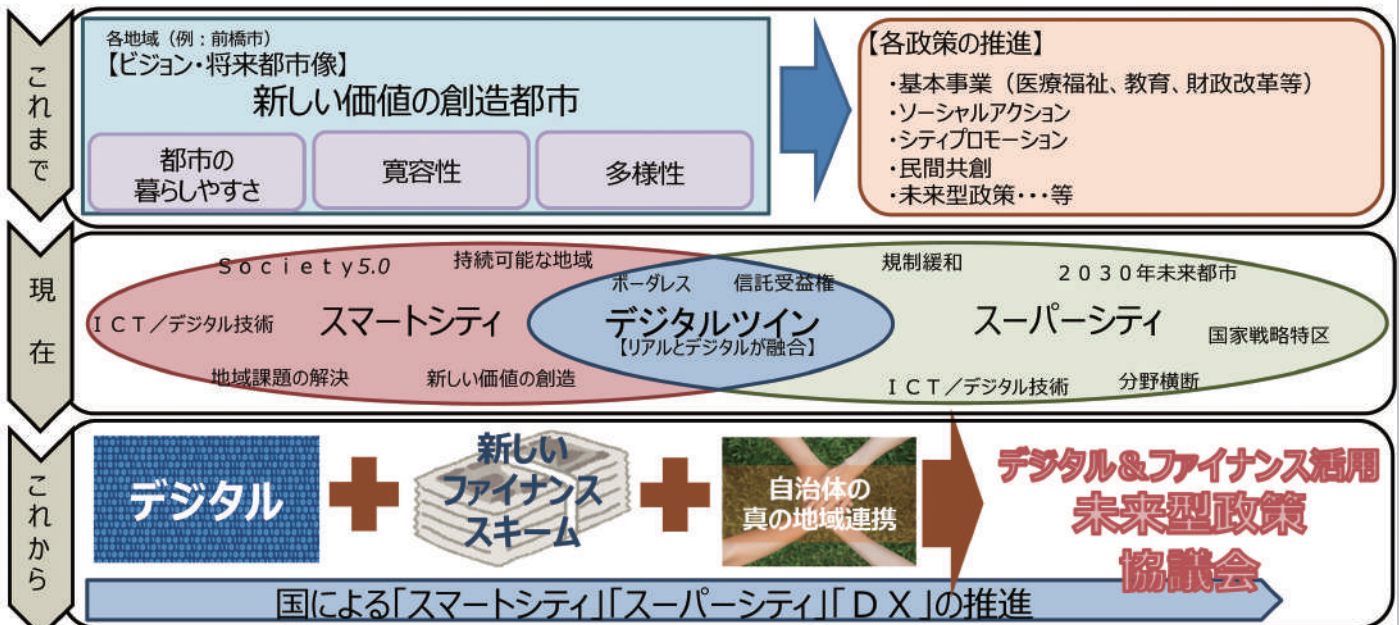 これまで
各地域（例：前橋市）
【ビジョン・将来都市像】
新しい価値の創造都市
都市の
暮らしやすさ
寛容性
多様性
【各政策の推進】
・基本事業（医療福祉、教育、財政改革等）
・ソーシャルアクション
・シティプロモーション
・民間共創
・未来型政策・・・等
現在
Society5.0
持続可能な地域
ICT／デジタル技術
スマートシティ
地域課題の解決
新しい価値の創造
ボーダレス
信託受益権
デジタルツイン
【リアルとデジタルが融合】
規制緩和
2030年未来都市
スーパーシティ
国家戦略特区
ICT／デジタル技術
分野横断
これから
デジタル
新しい
ファイナンス
スキーム
自治体の
真の地域連携
デジタル＆ファイナンス活用
未来型政策
協議会
国による「スマートシティ」「スーパーシティ」「DX」の推進